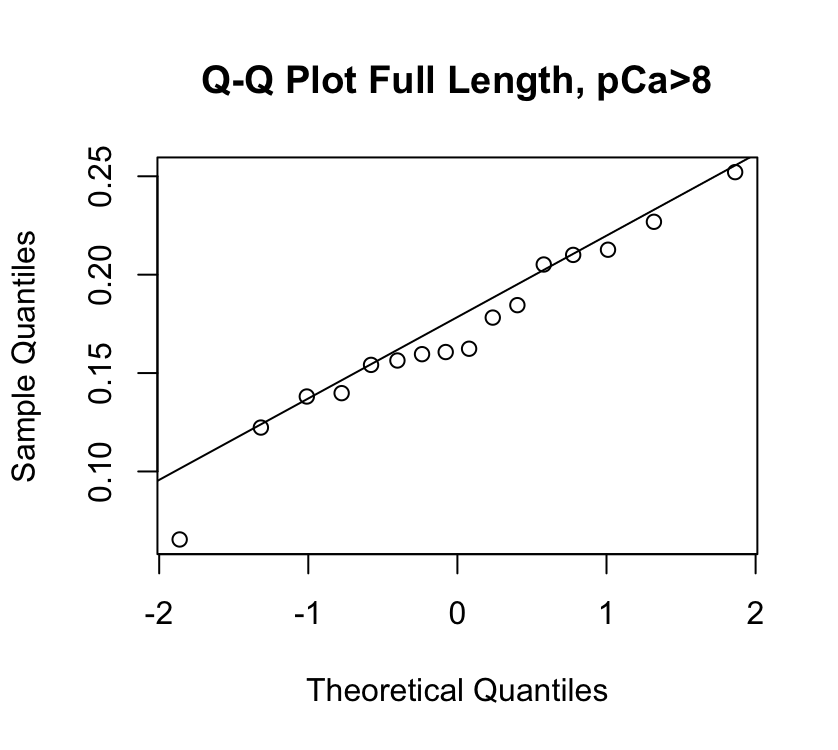 Q-Q Plot Full Length, pCa>8
Sample Quantiles
0.25
0.20
0.15
0.10
-2 -1 0 1 2
Theoretical Quantiles